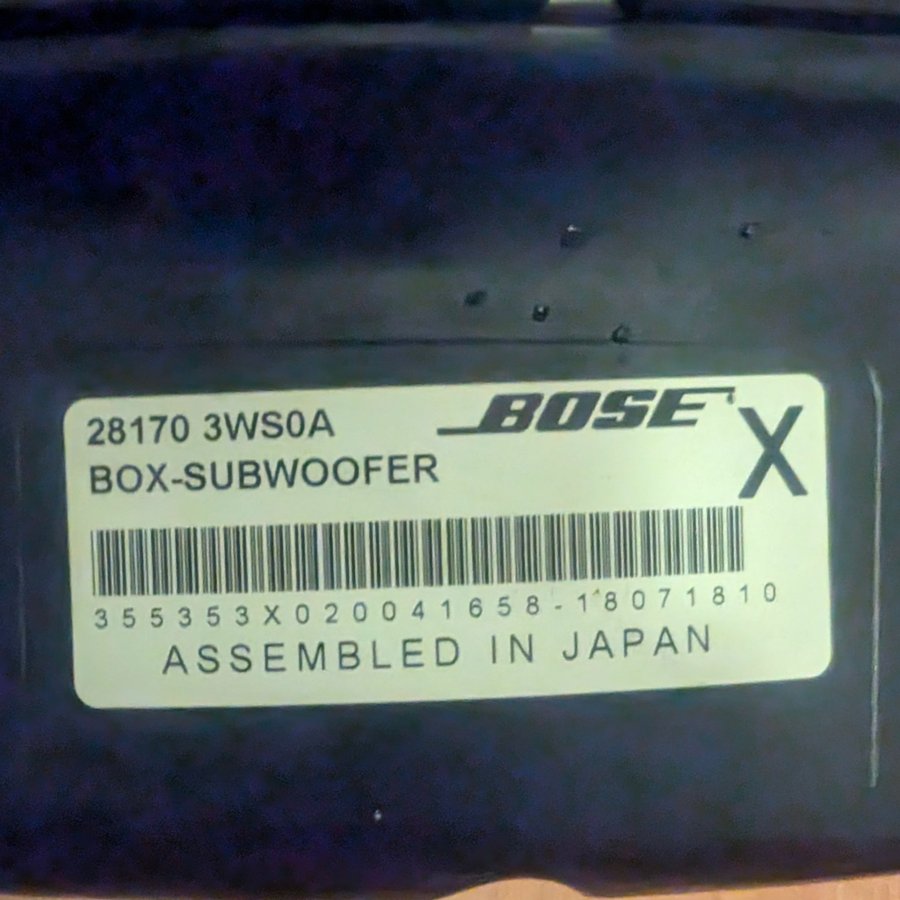 28170 3WS0A BOSE
BOX-SUBWOOFER X
355353X020041658-18071810
ASSEMBLED IN JAPAN